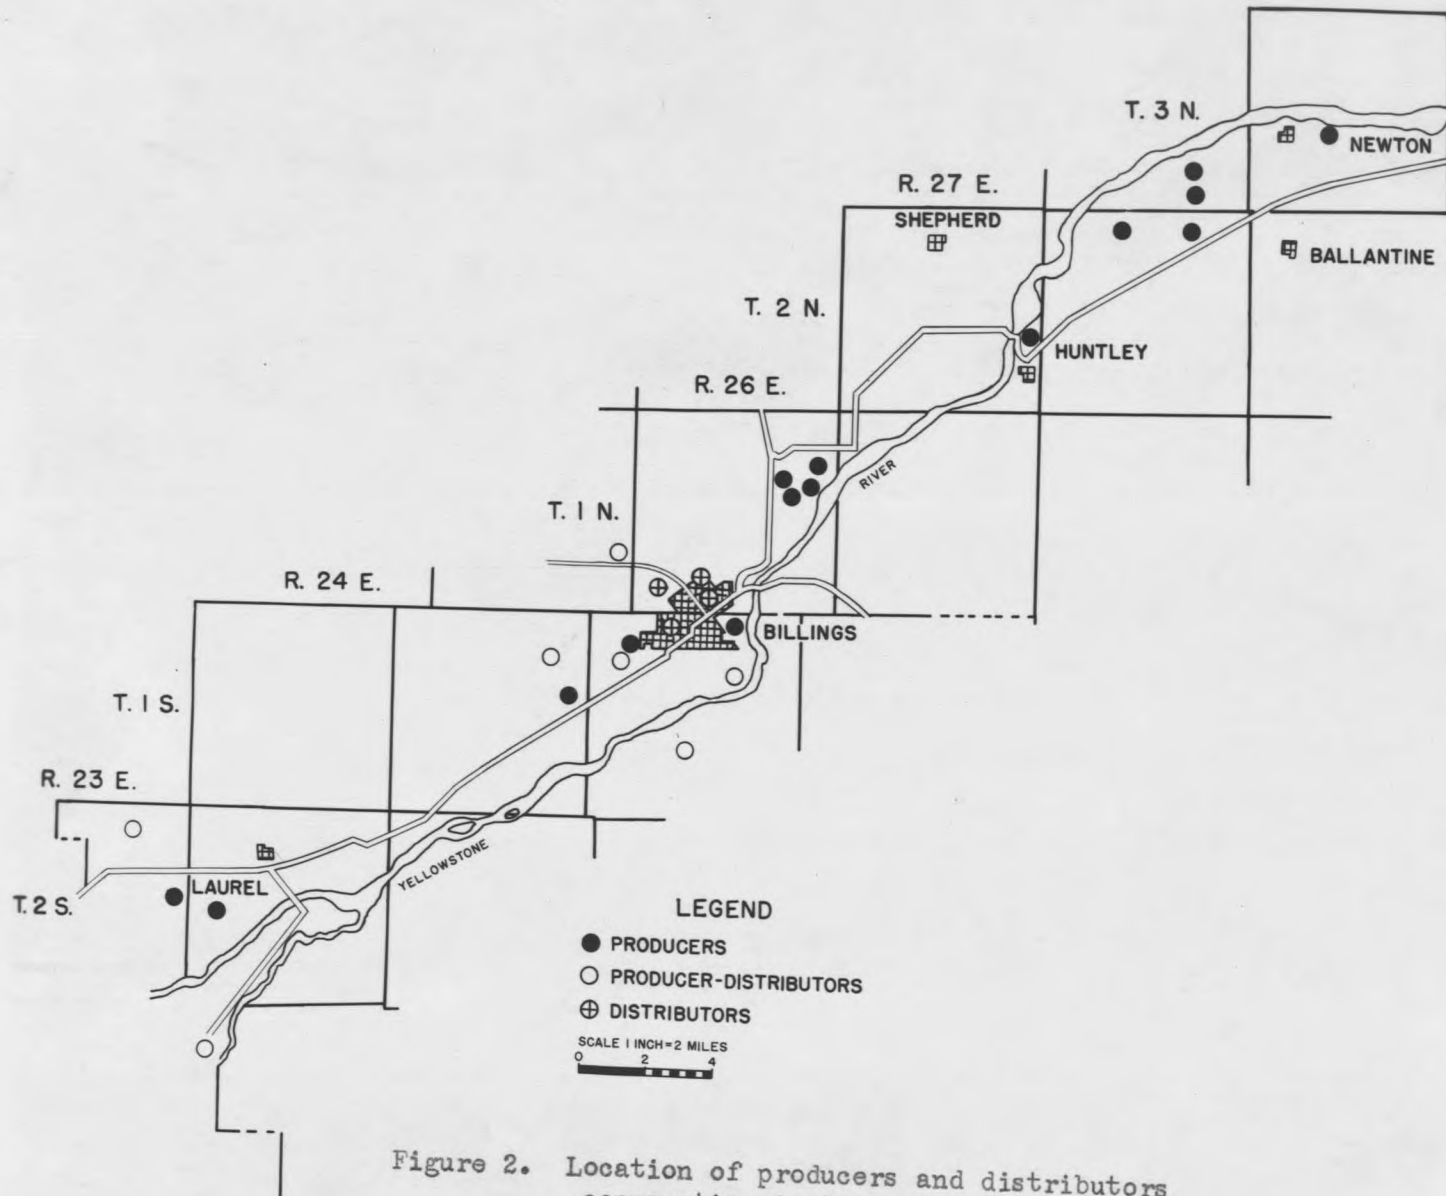 T. 3 N.
NEWTON
R. 27 E.
SHEPHERD
BALLANTINE
T. 2 N.
HUNTLEY
R. 26 E.
RIVER
T. 1 N.
R. 24 E.
BILLINGS
T. 1 S.
R. 23 E.
YELLOWSTONE
LAUREL
T. 2 S.
LEGEND
PRODUCERS
PRODUCER-DISTRIBUTORS
DISTRIBUTORS
SCALE 1 INCH=2 MILES
0 2 4
Figure 2. Location of producers and distributors